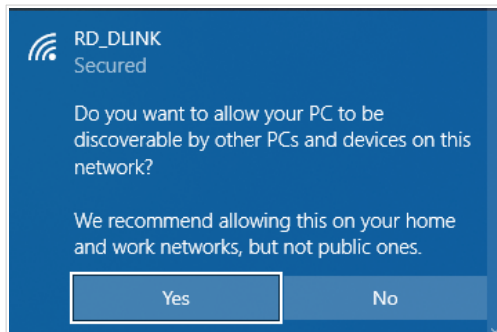 RD_DLINK
Secured
Do you want to allow your PC to be
discoverable by other PCs and devices on this
network?
We recommend allowing this on your home
and work networks, but not public ones.
Yes No